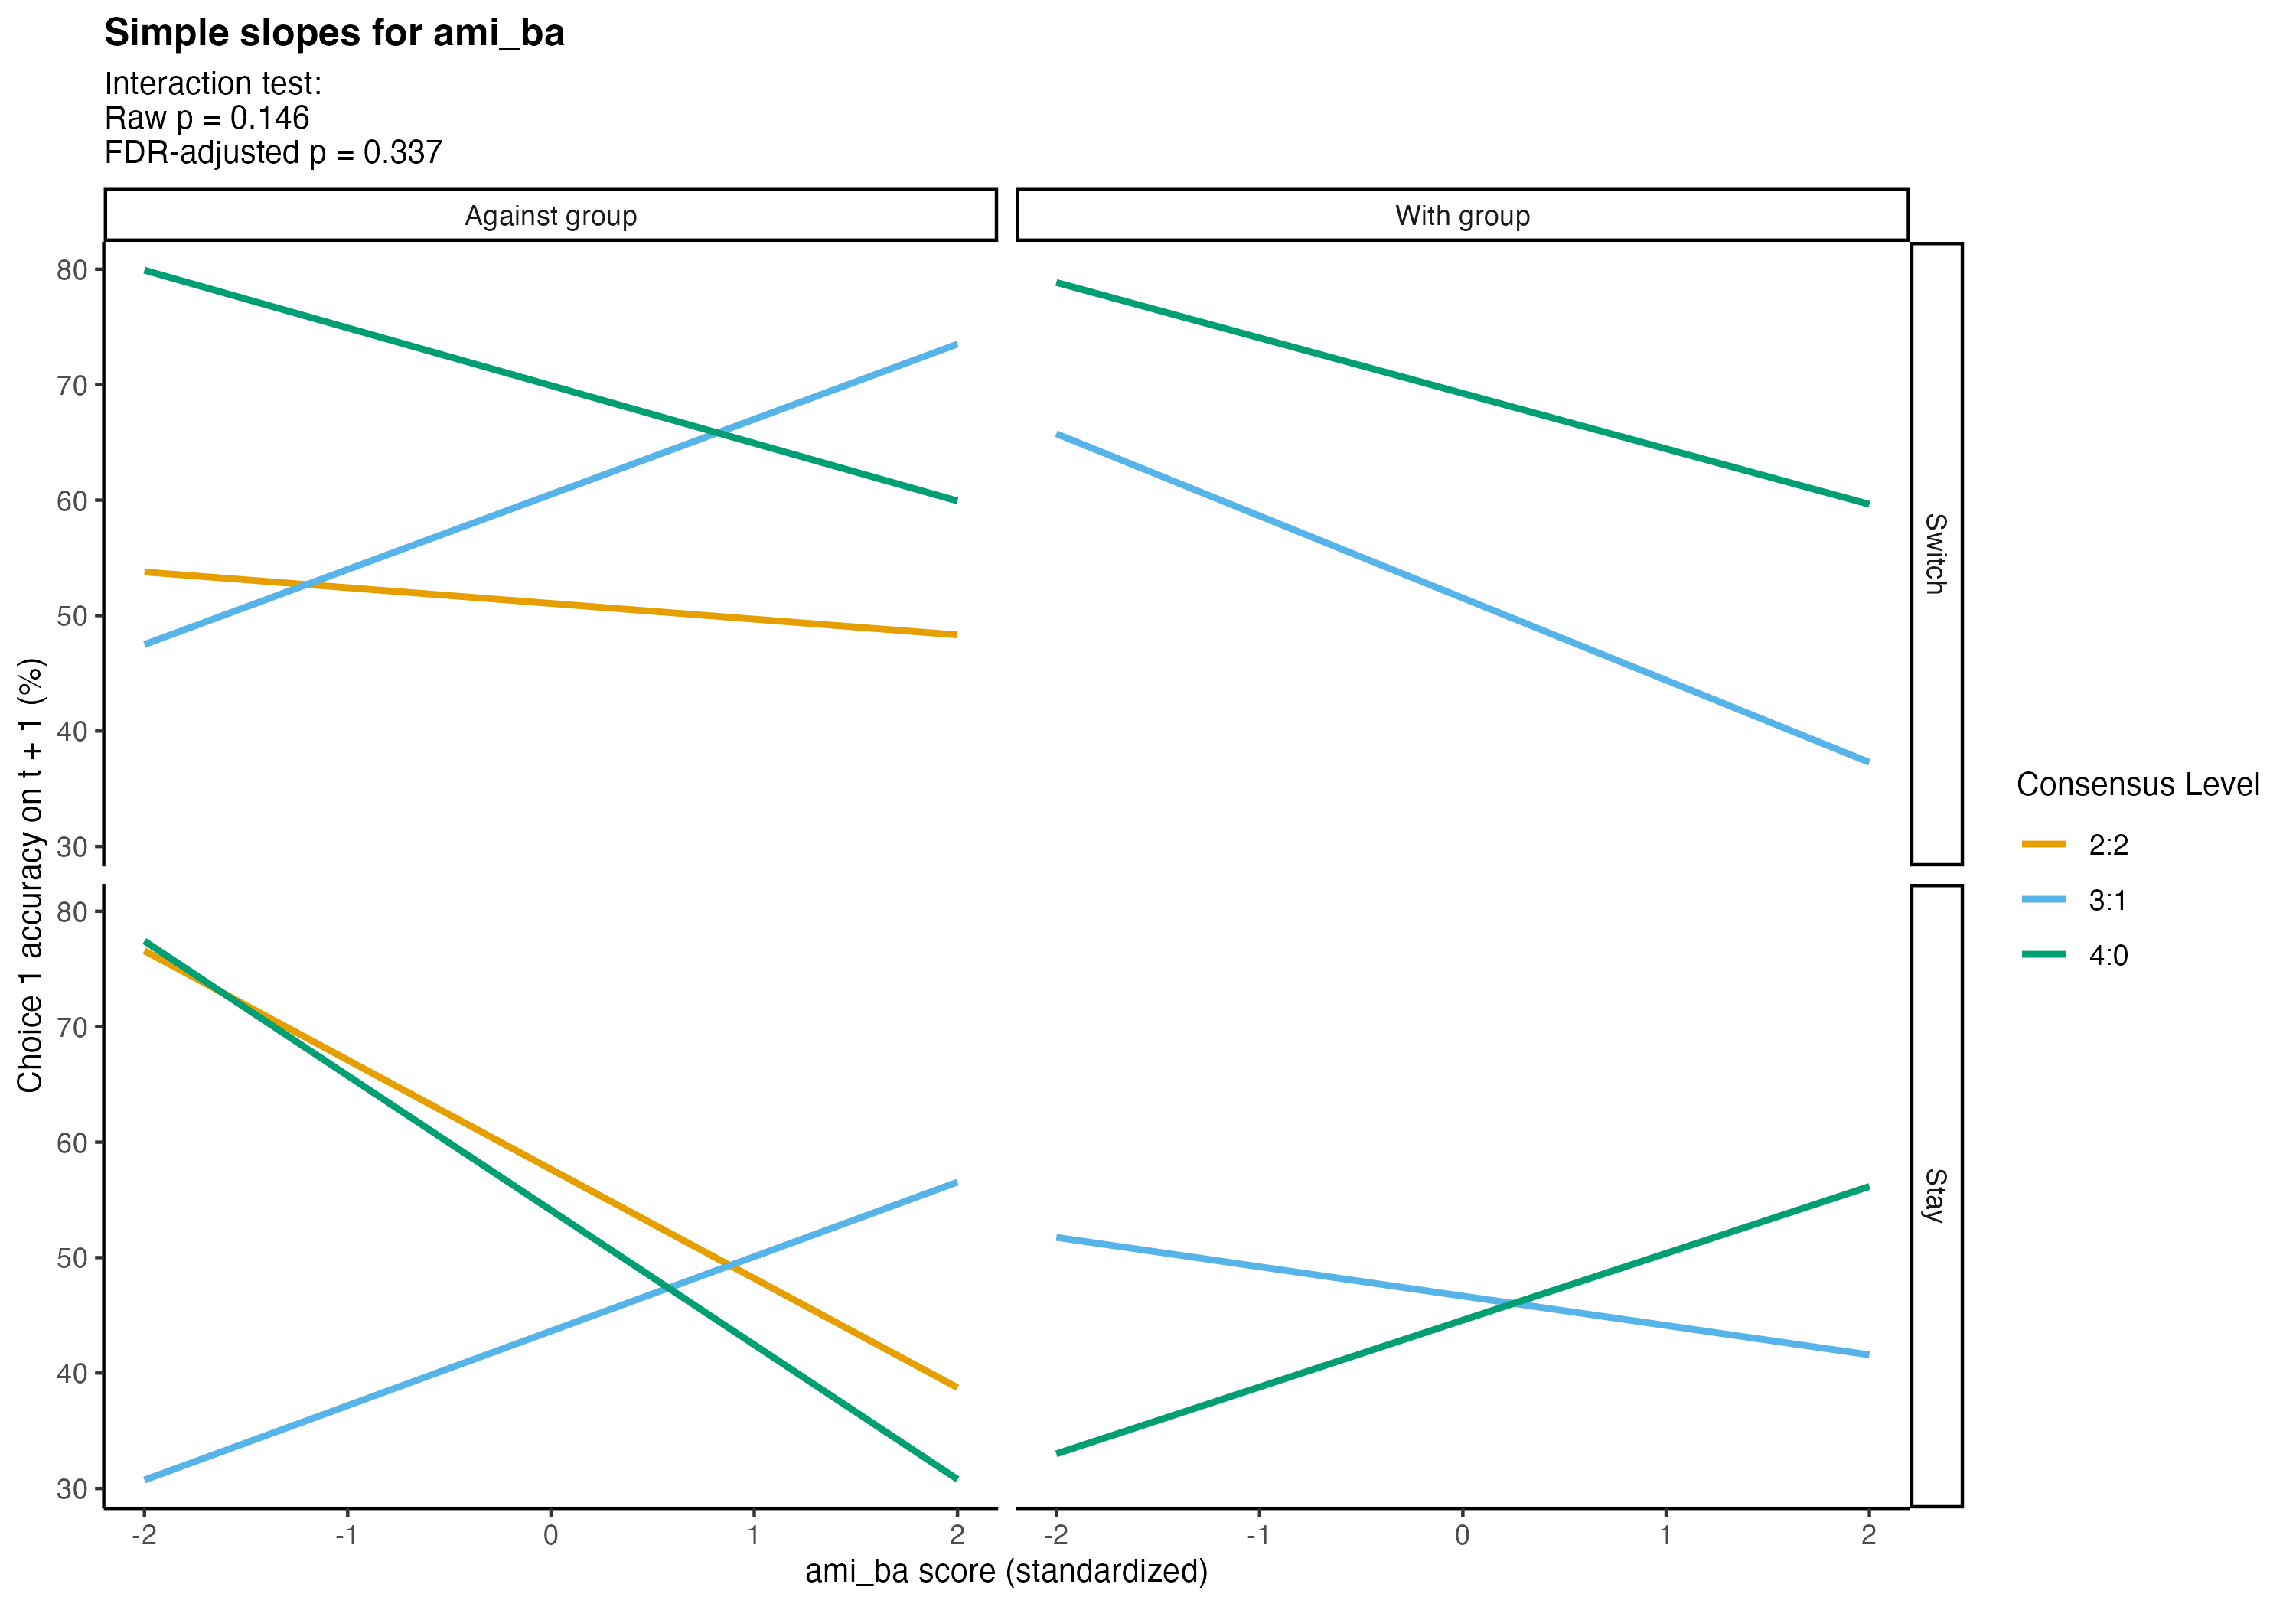 Simple slopes for ami_ba
Interaction test:
Raw p = 0.146
FDR-adjusted p = 0.337
Against group
With group
80
70
60
50
40
30
Switch
80
70
60
50
40
30
Stay
Choice 1 accuracy on t + 1 (%)
-2 -1 0 1 2
-2 -1 0 1 2
ami_ba score (standardized)
Consensus Level
2:2
3:1
4:0